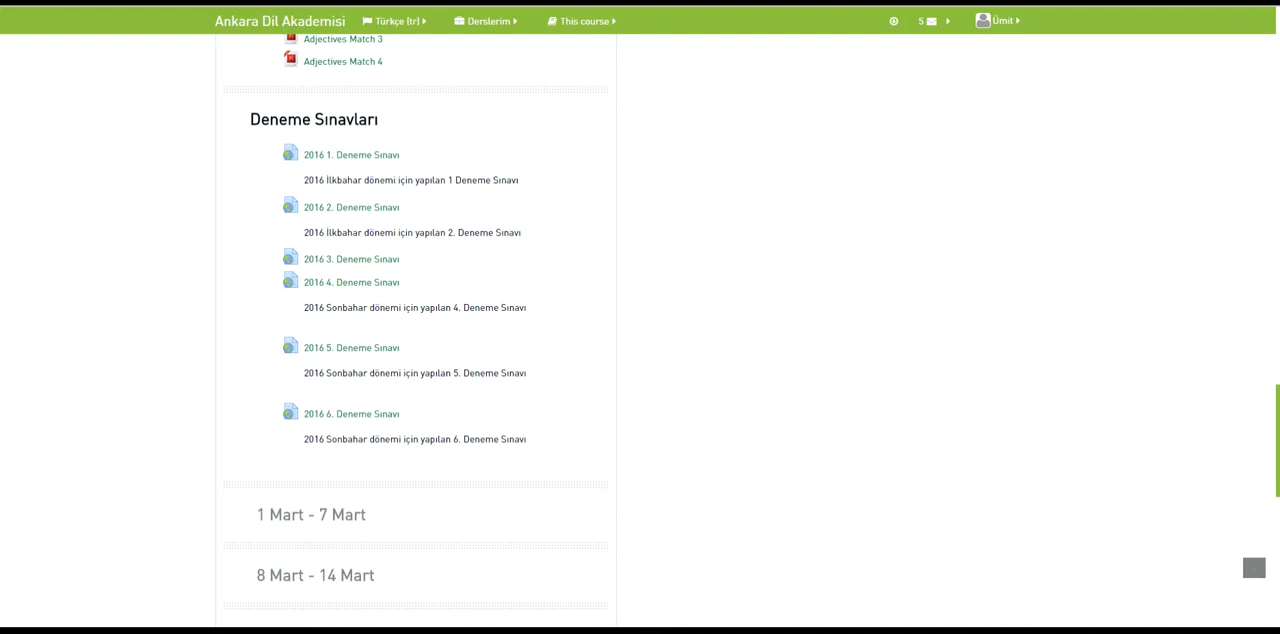 Ankara Dil Akademisi Türkçe (tr) Derslerim This course 5 Ümit
Adjectives Match 3
Adjectives Match 4
Deneme Sınavları
2016 1. Deneme Sınavı
2016 İlkbahar dönemi için yapılan 1 Deneme Sınavı
2016 2. Deneme Sınavı
2016 İlkbahar dönemi için yapılan 2. Deneme Sınavı
2016 3. Deneme Sınavı
2016 4. Deneme Sınavı
2016 Sonbahar dönemi için yapılan 4. Deneme Sınavı
2016 5. Deneme Sınavı
2016 Sonbahar dönemi için yapılan 5. Deneme Sınavı
2016 6. Deneme Sınavı
2016 Sonbahar dönemi için yapılan 6. Deneme Sınavı
1 Mart - 7 Mart
8 Mart - 14 Mart